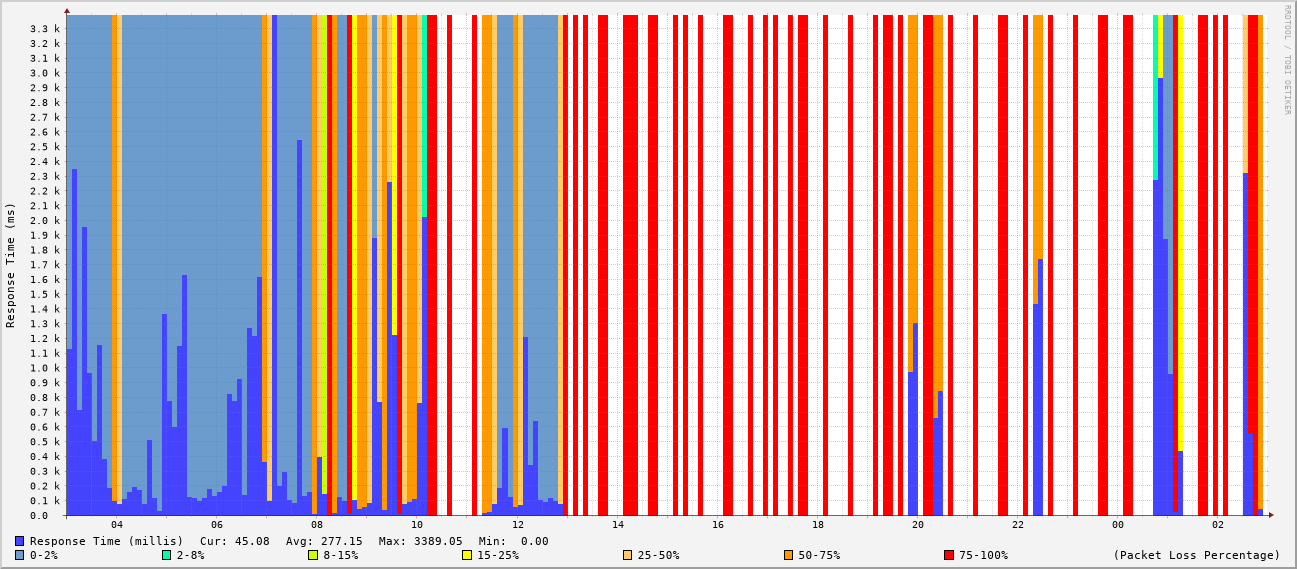 RRDTOOL / TOBI OETIKER
Response Time (ms)
3.3 k
3.2 k
3.1 k
3.0 k
2.9 k
2.8 k
2.7 k
2.6 k
2.5 k
2.4 k
2.3 k
2.2 k
2.1 k
2.0 k
1.9 k
1.8 k
1.7 k
1.6 k
1.5 k
1.4 k
1.3 k
1.2 k
1.1 k
1.0 k
0.9 k
0.8 k
0.7 k
0.6 k
0.5 k
0.4 k
0.3 k
0.2 k
0.1 k
0.0
04 06 08 10 12 14 16 18 20 22 00 02
Response Time (millis) Cur: 45.08 Avg: 277.15 Max: 3389.05 Min: 0.00
0-2% 2-8% 8-15% 15-25% 25-50% 50-75% 75-100% (Packet Loss Percentage)